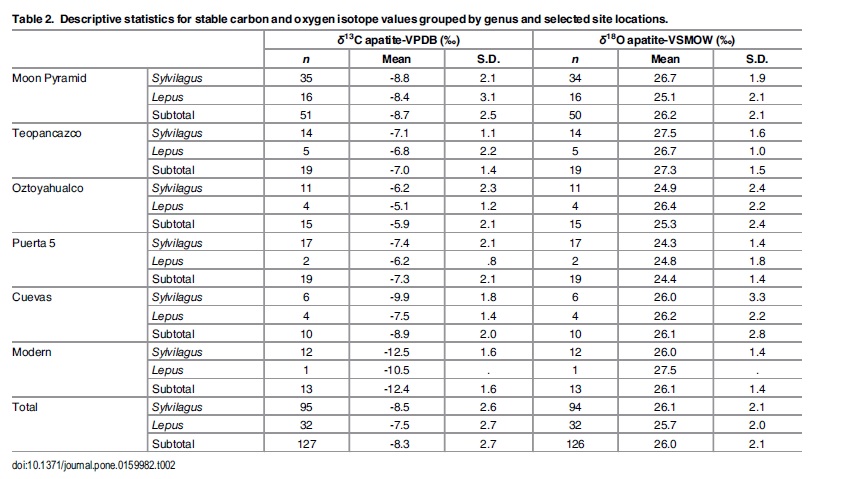 Table 2. Descriptive statistics for stable carbon and oxygen isotope values grouped by genus and selected site locations.
δ13C apatite-VPDB (‰) δ18O apatite-VSMOW (‰)
n Mean S.D. n Mean S.D.
Moon Pyramid Sylvilagus 35 -8.8 2.1 34 26.7 1.9
Lepus 16 -8.4 3.1 16 25.1 2.1
Subtotal 51 -8.7 2.5 50 26.2 2.1
Teopancazco Sylvilagus 14 -7.1 1.1 14 27.5 1.6
Lepus 5 -6.8 2.2 5 26.7 1.0
Subtotal 19 -7.0 1.4 19 27.3 1.5
Oztoyahualco Sylvilagus 11 -6.2 2.3 11 24.9 2.4
Lepus 4 -5.1 1.2 4 26.4 2.2
Subtotal 15 -5.9 2.1 15 25.3 2.4
Puerta 5 Sylvilagus 17 -7.4 2.1 17 24.3 1.4
Lepus 2 -6.2 .8 2 24.8 1.8
Subtotal 19 -7.3 2.1 19 24.4 1.4
Cuevas Sylvilagus 6 -9.9 1.8 6 26.0 3.3
Lepus 4 -7.5 1.4 4 26.2 2.2
Subtotal 10 -8.9 2.0 10 26.1 2.8
Modern Sylvilagus 12 -12.5 1.6 12 26.0 1.4
Lepus 1 -10.5 . 1 27.5 .
Subtotal 13 -12.4 1.6 13 26.1 1.4
Total Sylvilagus 95 -8.5 2.6 94 26.1 2.1
Lepus 32 -7.5 2.7 32 25.7 2.0
Subtotal 127 -8.3 2.7 126 26.0 2.1
doi:10.1371/journal.pone.0159982.t002